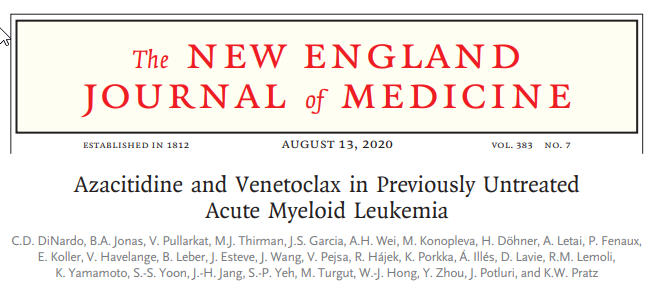 The NEW ENGLAND
JOURNAL of MEDICINE
ESTABLISHED IN 1812 AUGUST 13, 2020 VOL. 383 NO. 7
Azacitidine and Venetoclax in Previously Untreated
Acute Myeloid Leukemia
C.D. DiNardo, B.A. Jonas, V. Pullarkat, M.J. Thirman, J.S. Garcia, A.H. Wei, M. Konopleva, H. Döhner, A. Letai, P. Fenaux,
E. Koller, V. Havelange, B. Leber, J. Esteve, J. Wang, V. Pejsa, R. Hájek, K. Porkka, Á. Illés, D. Lavie, R.M. Lemoli,
K. Yamamoto, S.-S. Yoon, J.-H. Jang, S.-P. Yeh, M. Turgut, W.-J. Hong, Y. Zhou, J. Potluri, and K.W. Pratz